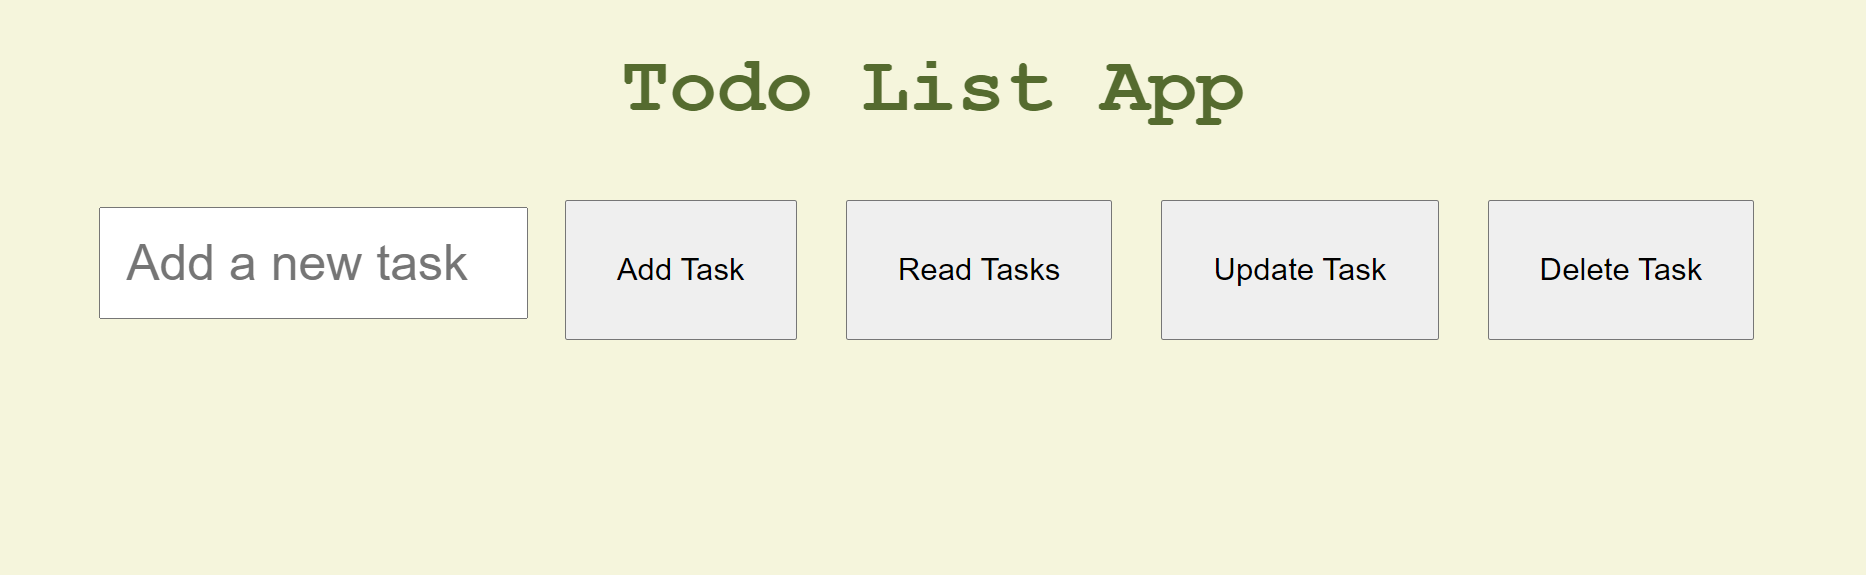 Todo List App
Add a new task
Add Task
Read Tasks
Update Task
Delete Task